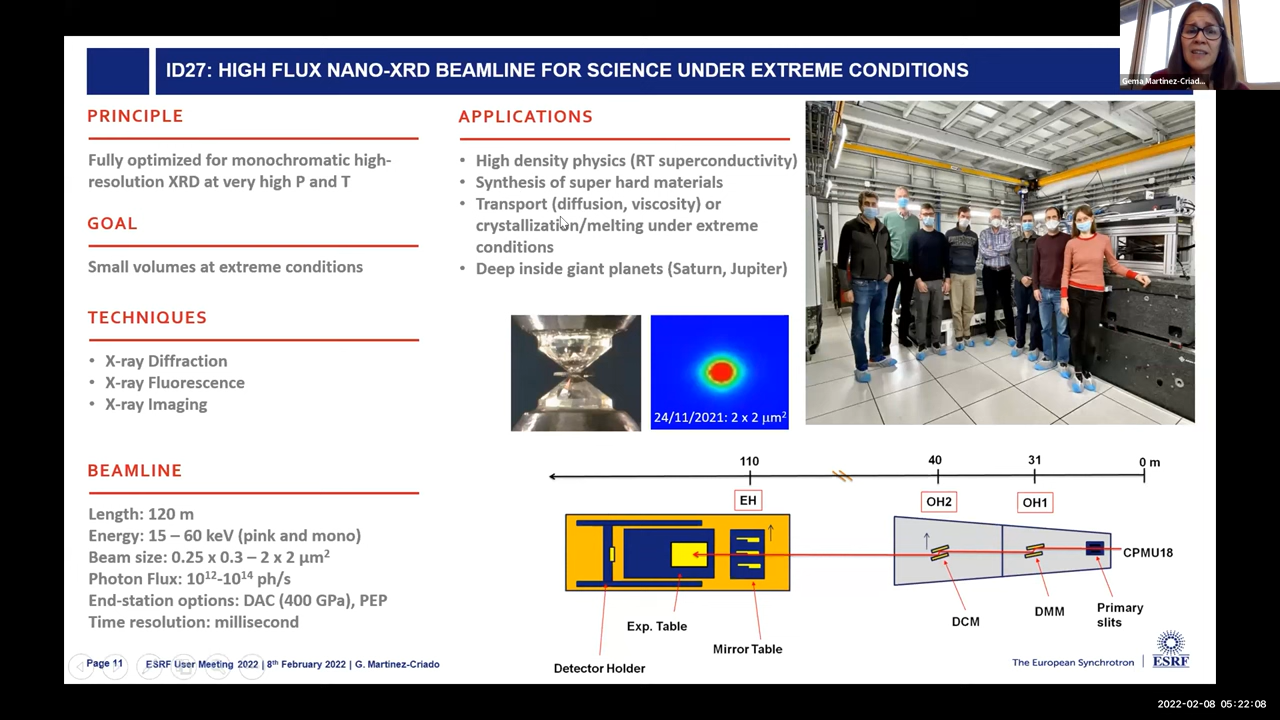 ID27: HIGH FLUX NANO-XRD BEAMLINE FOR SCIENCE UNDER EXTREME CONDITIONS
Gema Martinez-Criad...
PRINCIPLE
Fully optimized for monochromatic high-
resolution XRD at very high P and T
GOAL
Small volumes at extreme conditions
TECHNIQUES
• X-ray Diffraction
• X-ray Fluorescence
• X-ray Imaging
BEAMLINE
Length: 120 m
Energy: 15 – 60 keV (pink and mono)
Beam size: 0.25 x 0.3 – 2 x 2 µm²
Photon Flux: 10¹²-10¹⁴ ph/s
End-station options: DAC (400 GPa), PEP
Time resolution: millisecond
APPLICATIONS
• High density physics (RT superconductivity)
• Synthesis of super hard materials
• Transport (diffusion, viscosity) or
crystallization/melting under extreme
conditions
• Deep inside giant planets (Saturn, Jupiter)
24/11/2021: 2 x 2 µm²
110
40
31
0 m
EH
OH2
OH1
CPMU18
DCM
DMM
Primary
slits
Exp. Table
Mirror Table
Detector Holder
Page 11
ESRF User Meeting 2022 | 8th February 2022 | G. Martinez-Criado
The European Synchrotron
ESRF
2022-02-08 05:22:08